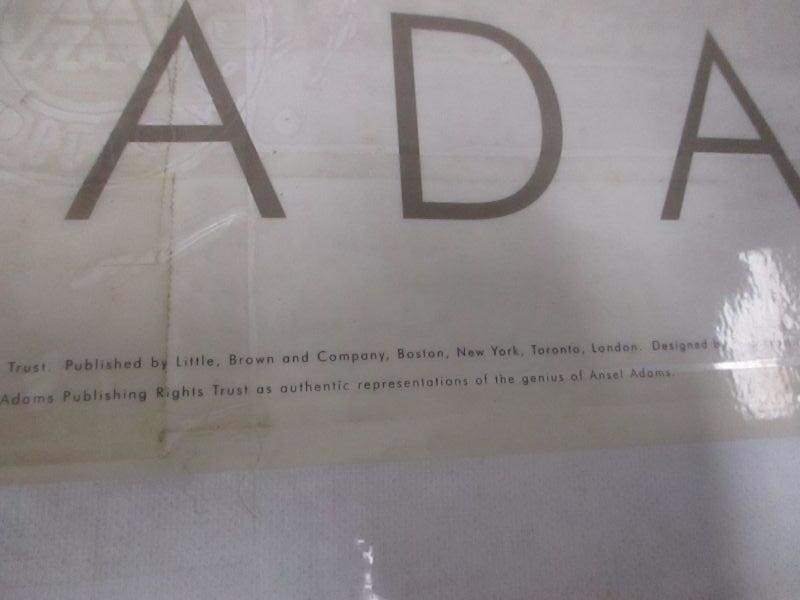 A D A
Trust. Published by Little, Brown and Company, Boston, New York, Toronto, London. Designed by
Adams Publishing Rights Trust as authentic representations of the genius of Ansel Adams.